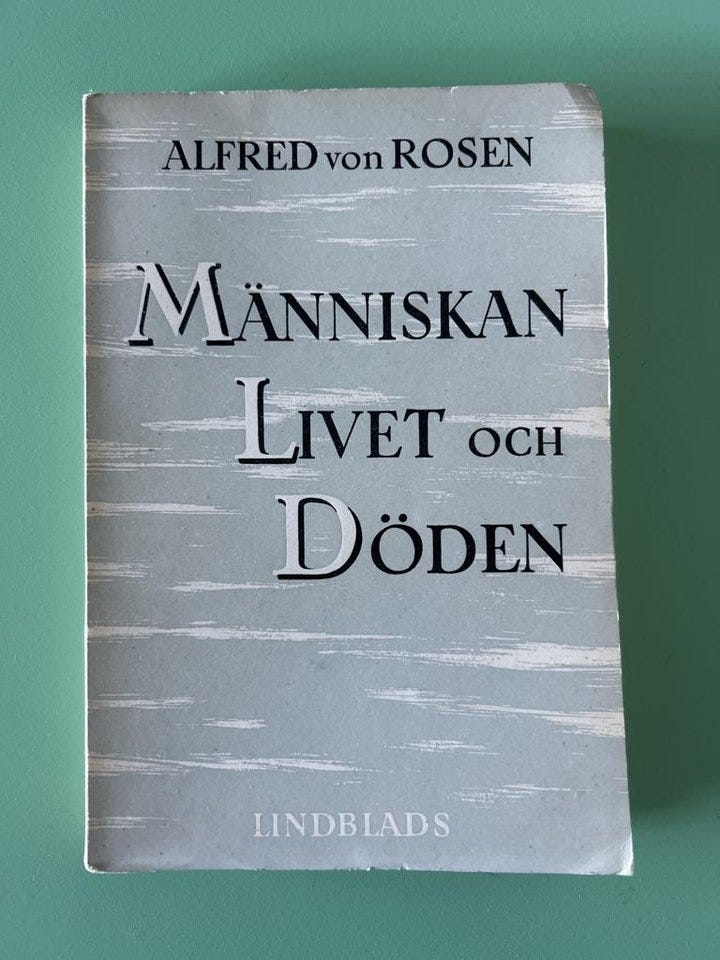 ALFRED von ROSEN
MÄNNISKAN
LIVET OCH
DÖDEN
LINDBLADS